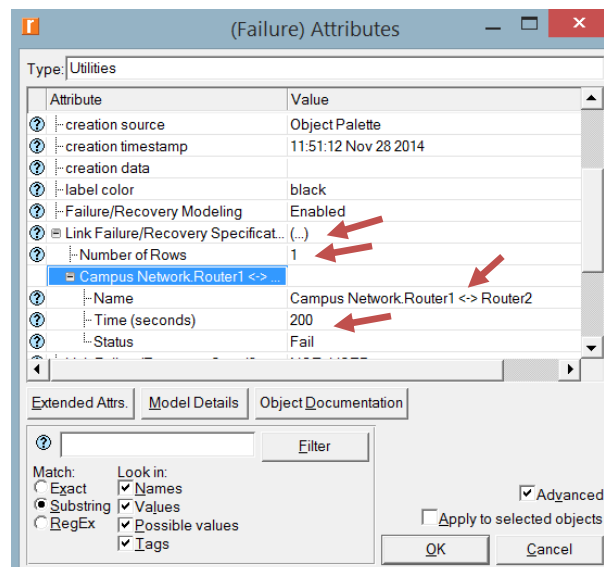 (Failure) Attributes
Type: Utilities
Attribute Value
creation source Object Palette
creation timestamp 11:51:12 Nov 28 2014
creation data
label color black
Failure/Recovery Modeling Enabled
Link Failure/Recovery Specificat... (...)
Number of Rows 1
Campus Network.Router1 <-> ...
Name Campus Network.Router1 <-> Router2
Time (seconds) 200
Status Fail
Extended Attrs. Model Details Object Documentation
Filter
Match: Look in:
Exact Names
Substring Values
RegEx Possible values
Tags
Advanced
Apply to selected objects
OK Cancel